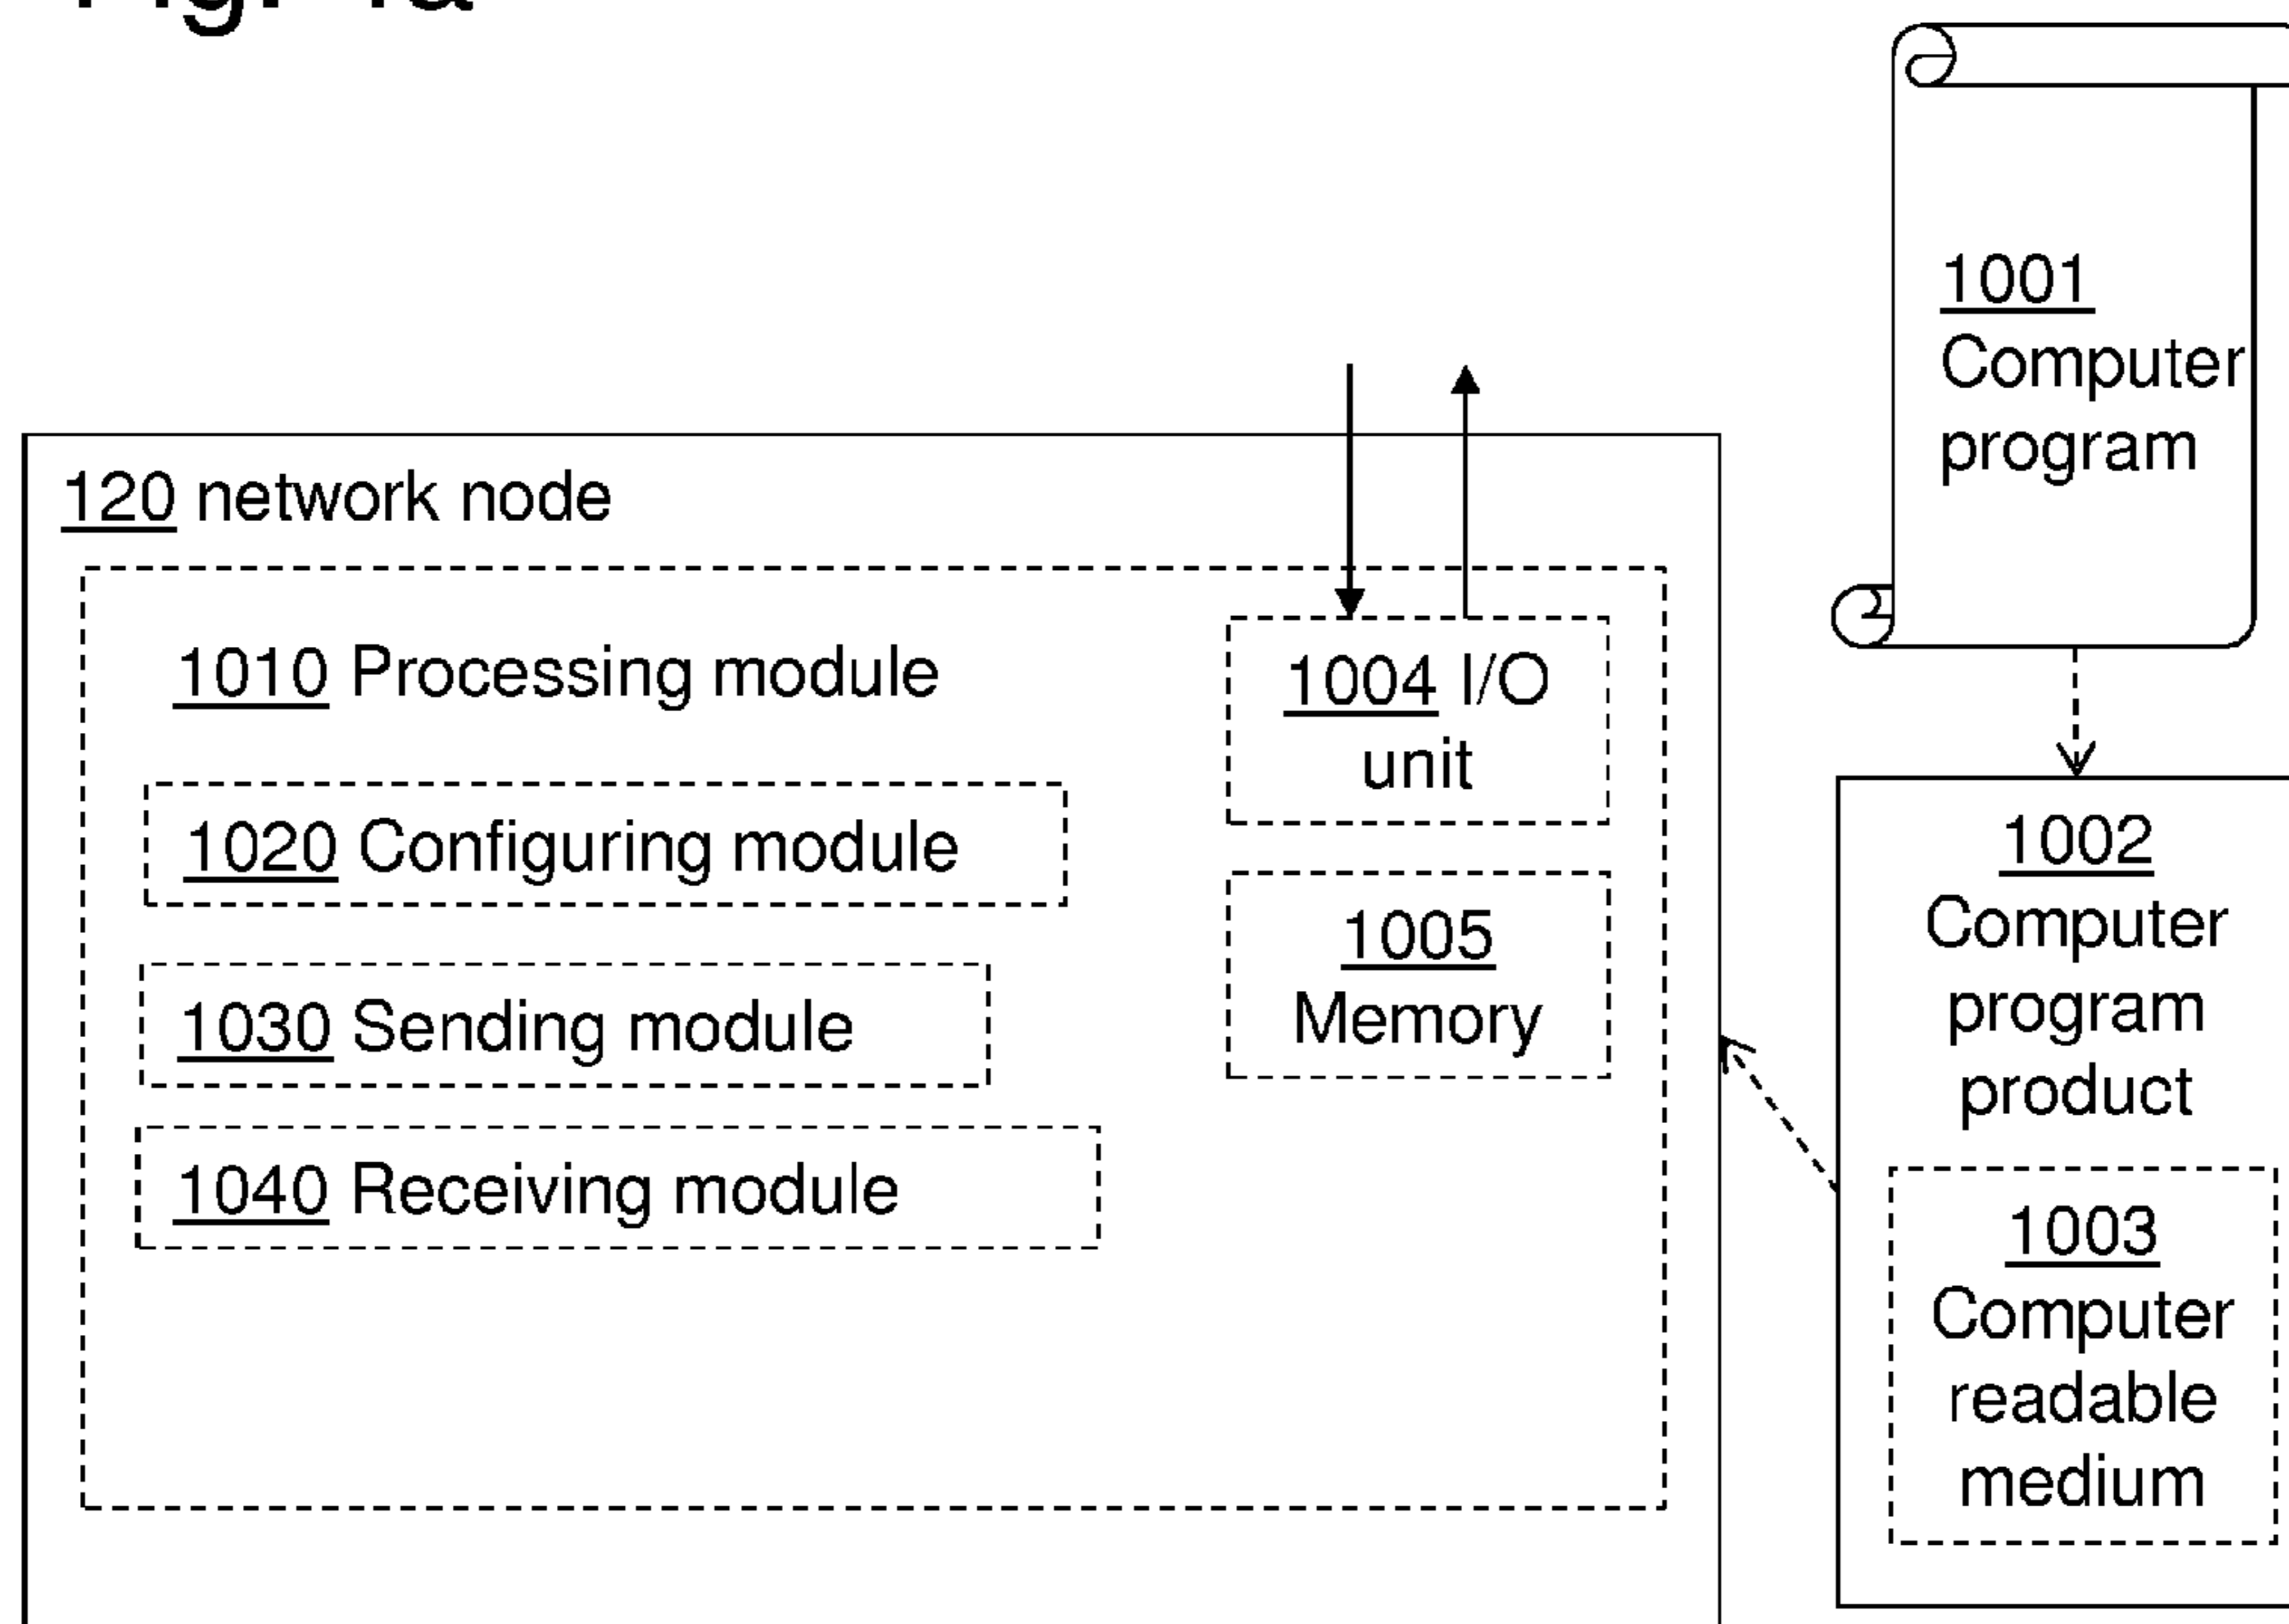 120 network node
1010 Processing module
1020 Configuring module
1030 Sending module
1040 Receiving module
1004 I/O
unit
1005
Memory
1001
Computer
program
1002
Computer
program
product
1003
Computer
readable
medium